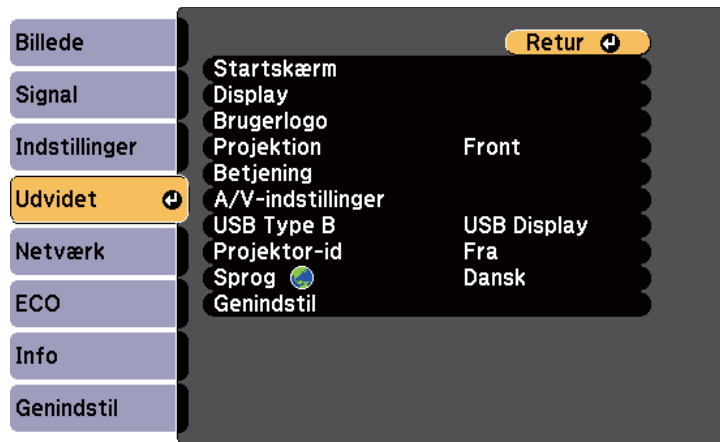 Billede
Signal
Indstillinger
Udvidet
Netværk
ECO
Info
Genindstil
Retur
Startskærm
Display
Brugerlogo
Projektion Front
Betjening
A/V-indstillinger
USB Type B USB Display
Projektor-id Fra
Sprog Dansk
Genindstil